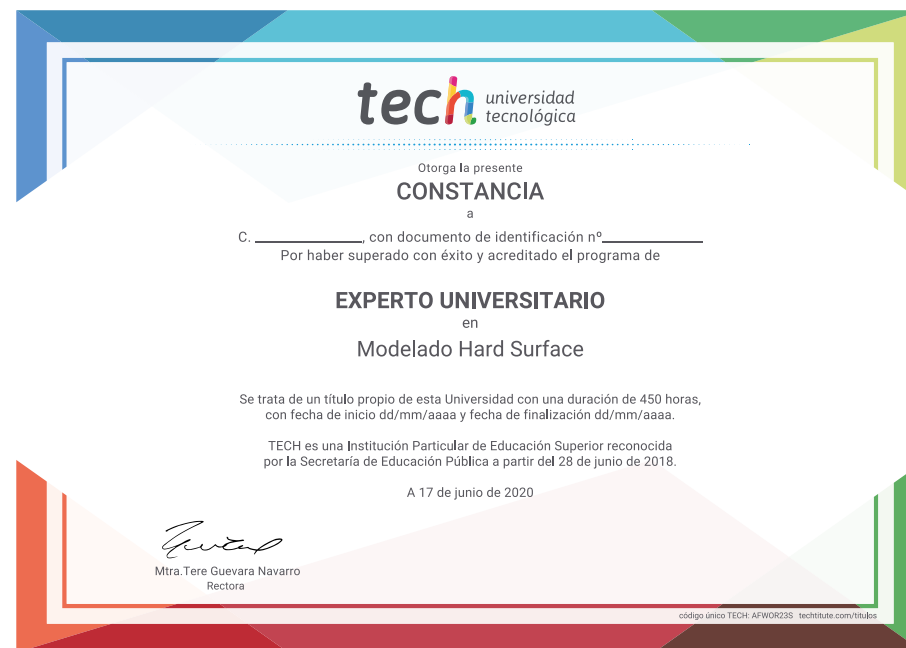 tech universidad
tecnológica
Otorga la presente
CONSTANCIA
a
C. ____________, con documento de identificación nº____________
Por haber superado con éxito y acreditado el programa de
EXPERTO UNIVERSITARIO
en
Modelado Hard Surface
Se trata de un título propio de esta Universidad con una duración de 450 horas,
con fecha de inicio dd/mm/aaaa y fecha de finalización dd/mm/aaaa.
TECH es una Institución Particular de Educación Superior reconocida
por la Secretaría de Educación Pública a partir del 28 de junio de 2018.
A 17 de junio de 2020
Mtra.Tere Guevara Navarro
Rectora
código único TECH: AFWOR23S techtitute.com/titulos